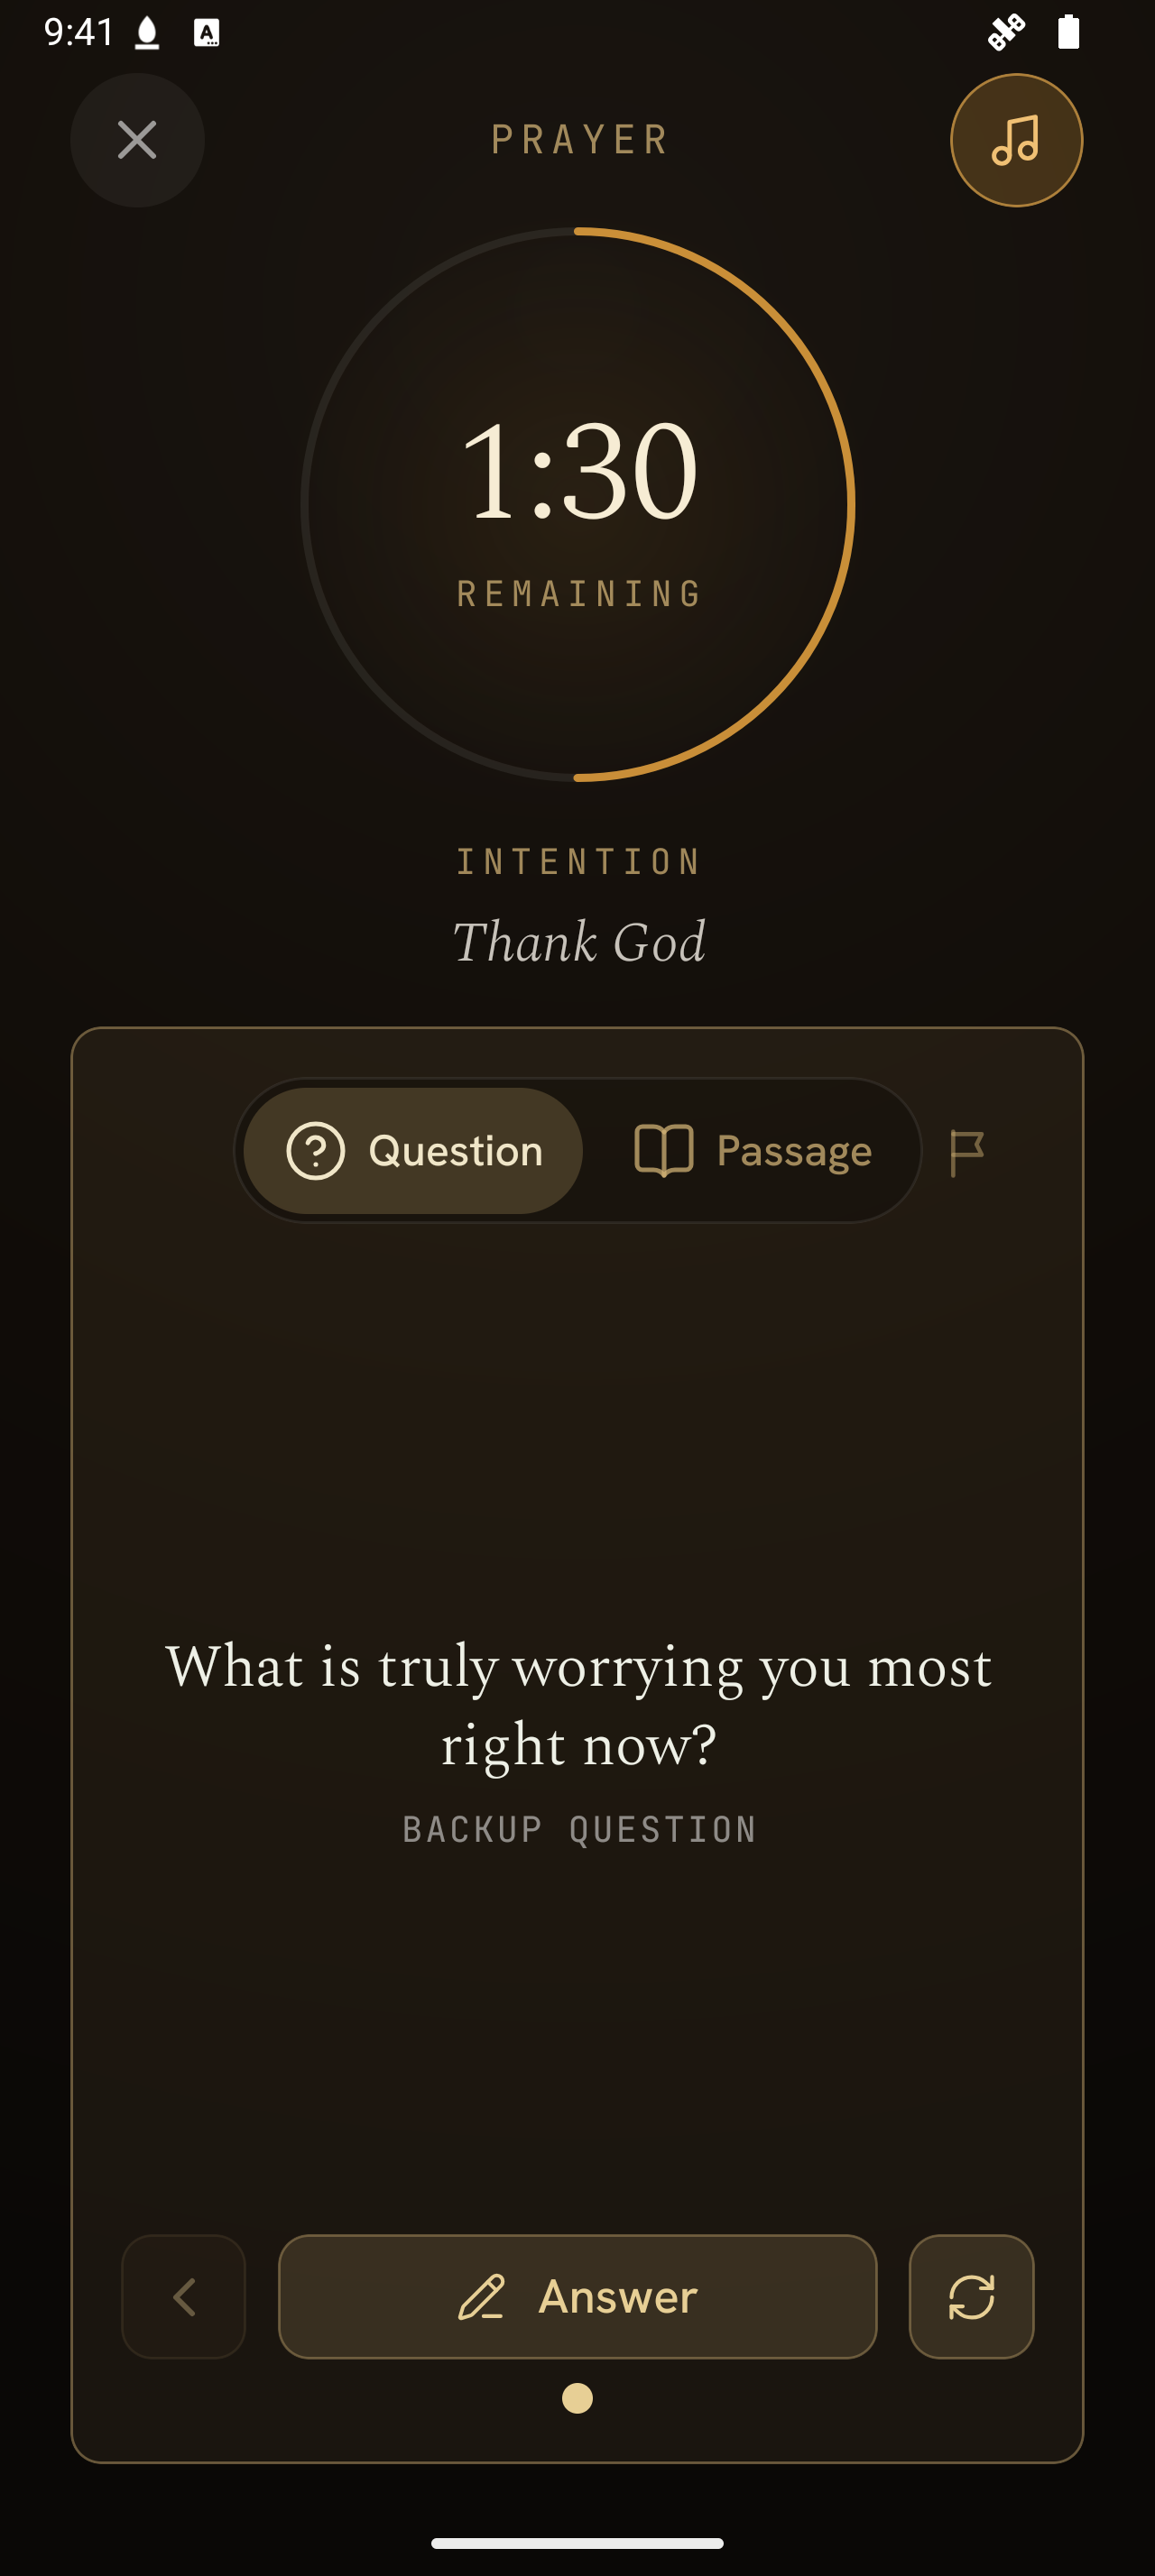 9:41
PRAYER
1:30
REMAINING
INTENTION
Thank God
Question
Passage
What is truly worrying you most
right now?
BACKUP QUESTION
Answer